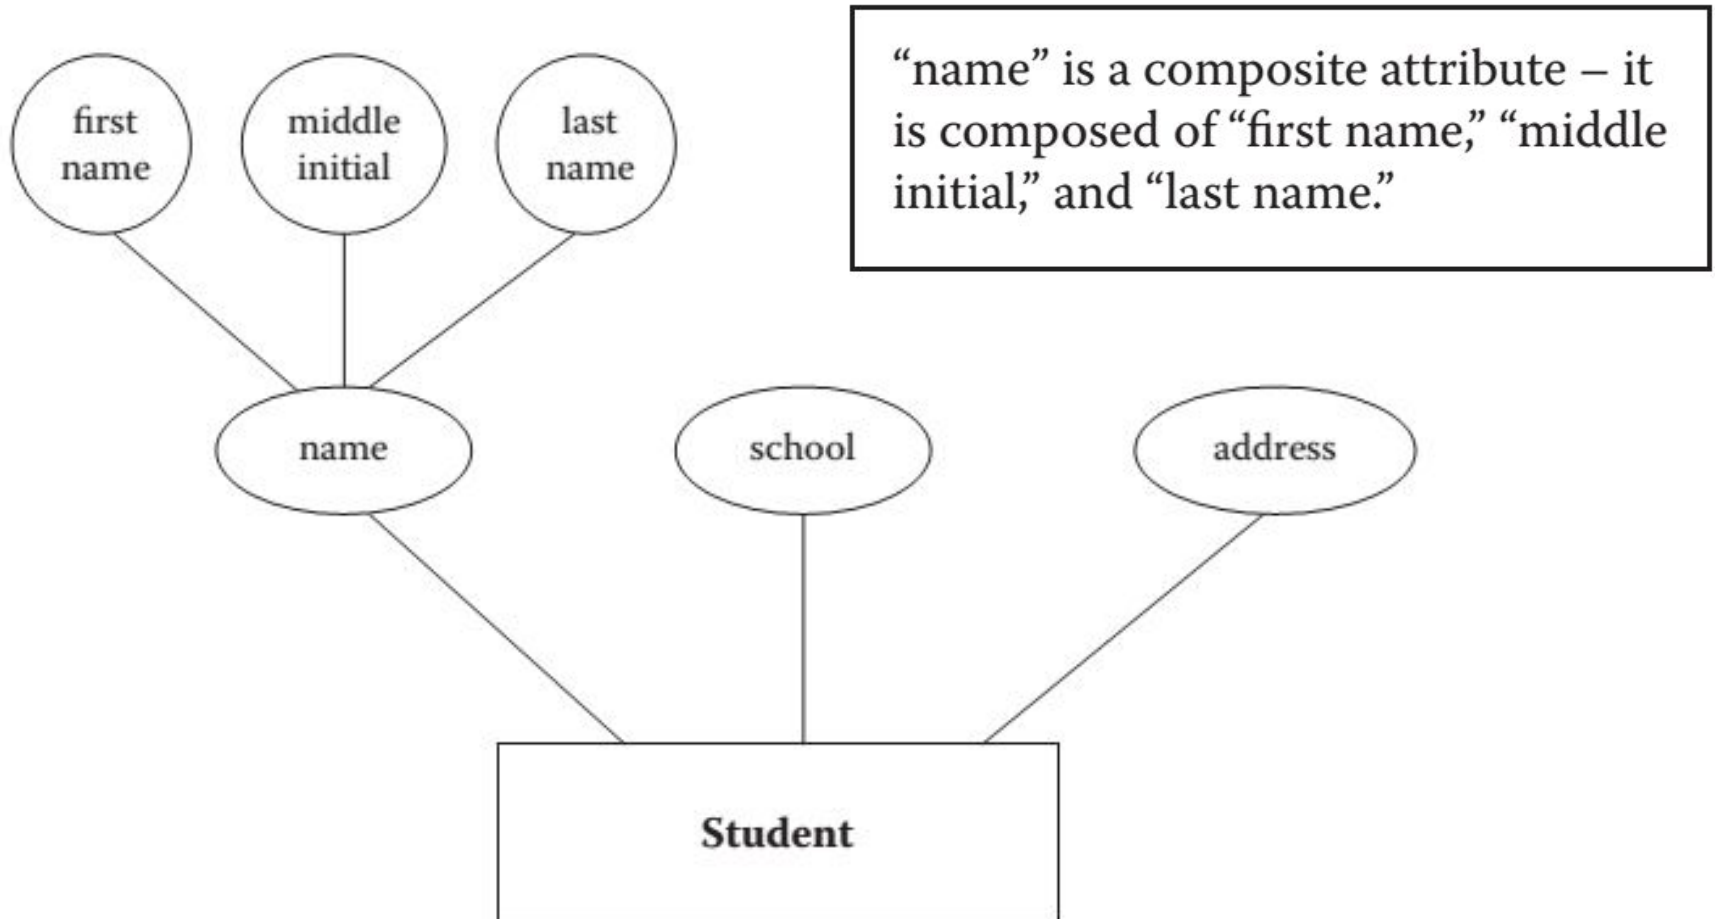 first
name
middle
initial
last
name
“name” is a composite attribute – it
is composed of “first name,” “middle
initial,” and “last name.”
name
school
address
Student